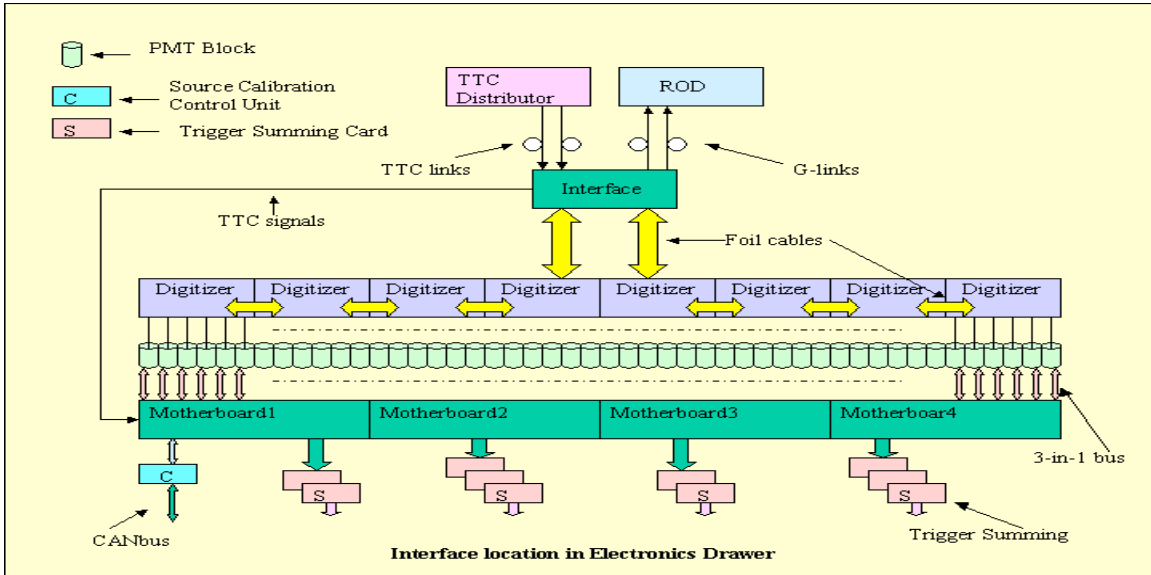 PMT Block
C
Source Calibration
Control Unit
S
Trigger Summing Card
TTC
Distributor
ROD
TTC links
G-links
Interface
TTC signals
Foil cables
Digitizer
Digitizer
Digitizer
Digitizer
Digitizer
Digitizer
Digitizer
Digitizer
Motherboard1
Motherboard2
Motherboard3
Motherboar4
3-in-1 bus
C
S
S
S
S
CANbus
Trigger Summing
Interface location in Electronics Drawer